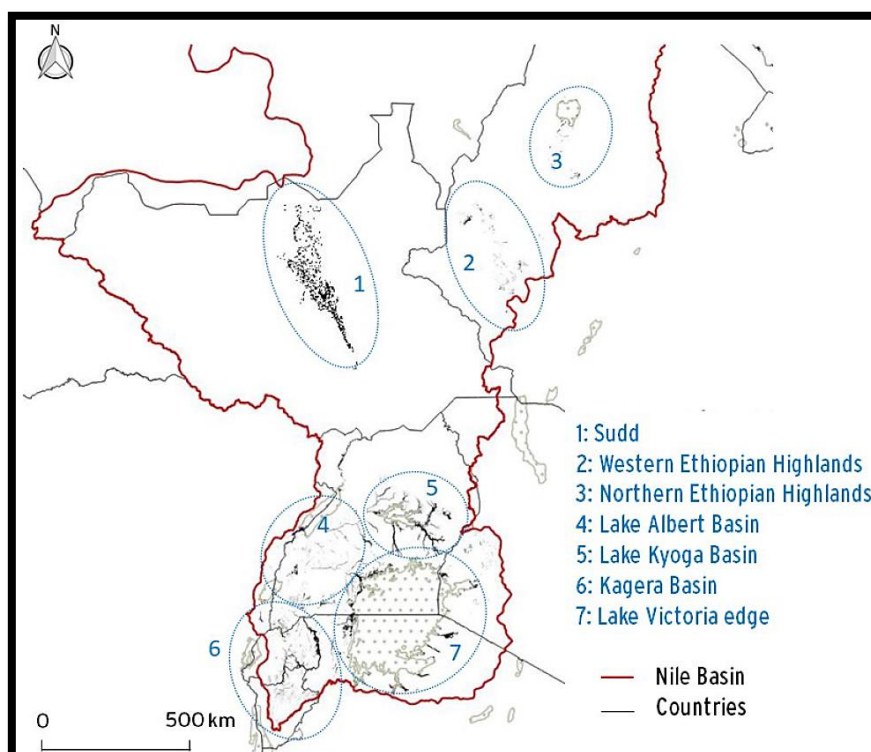 N
3
2
1
1: Sudd
2: Western Ethiopian Highlands
3: Northern Ethiopian Highlands
4: Lake Albert Basin
5: Lake Kyoga Basin
6: Kagera Basin
7: Lake Victoria edge
5
4
6
7
Nile Basin
Countries
0 500 km